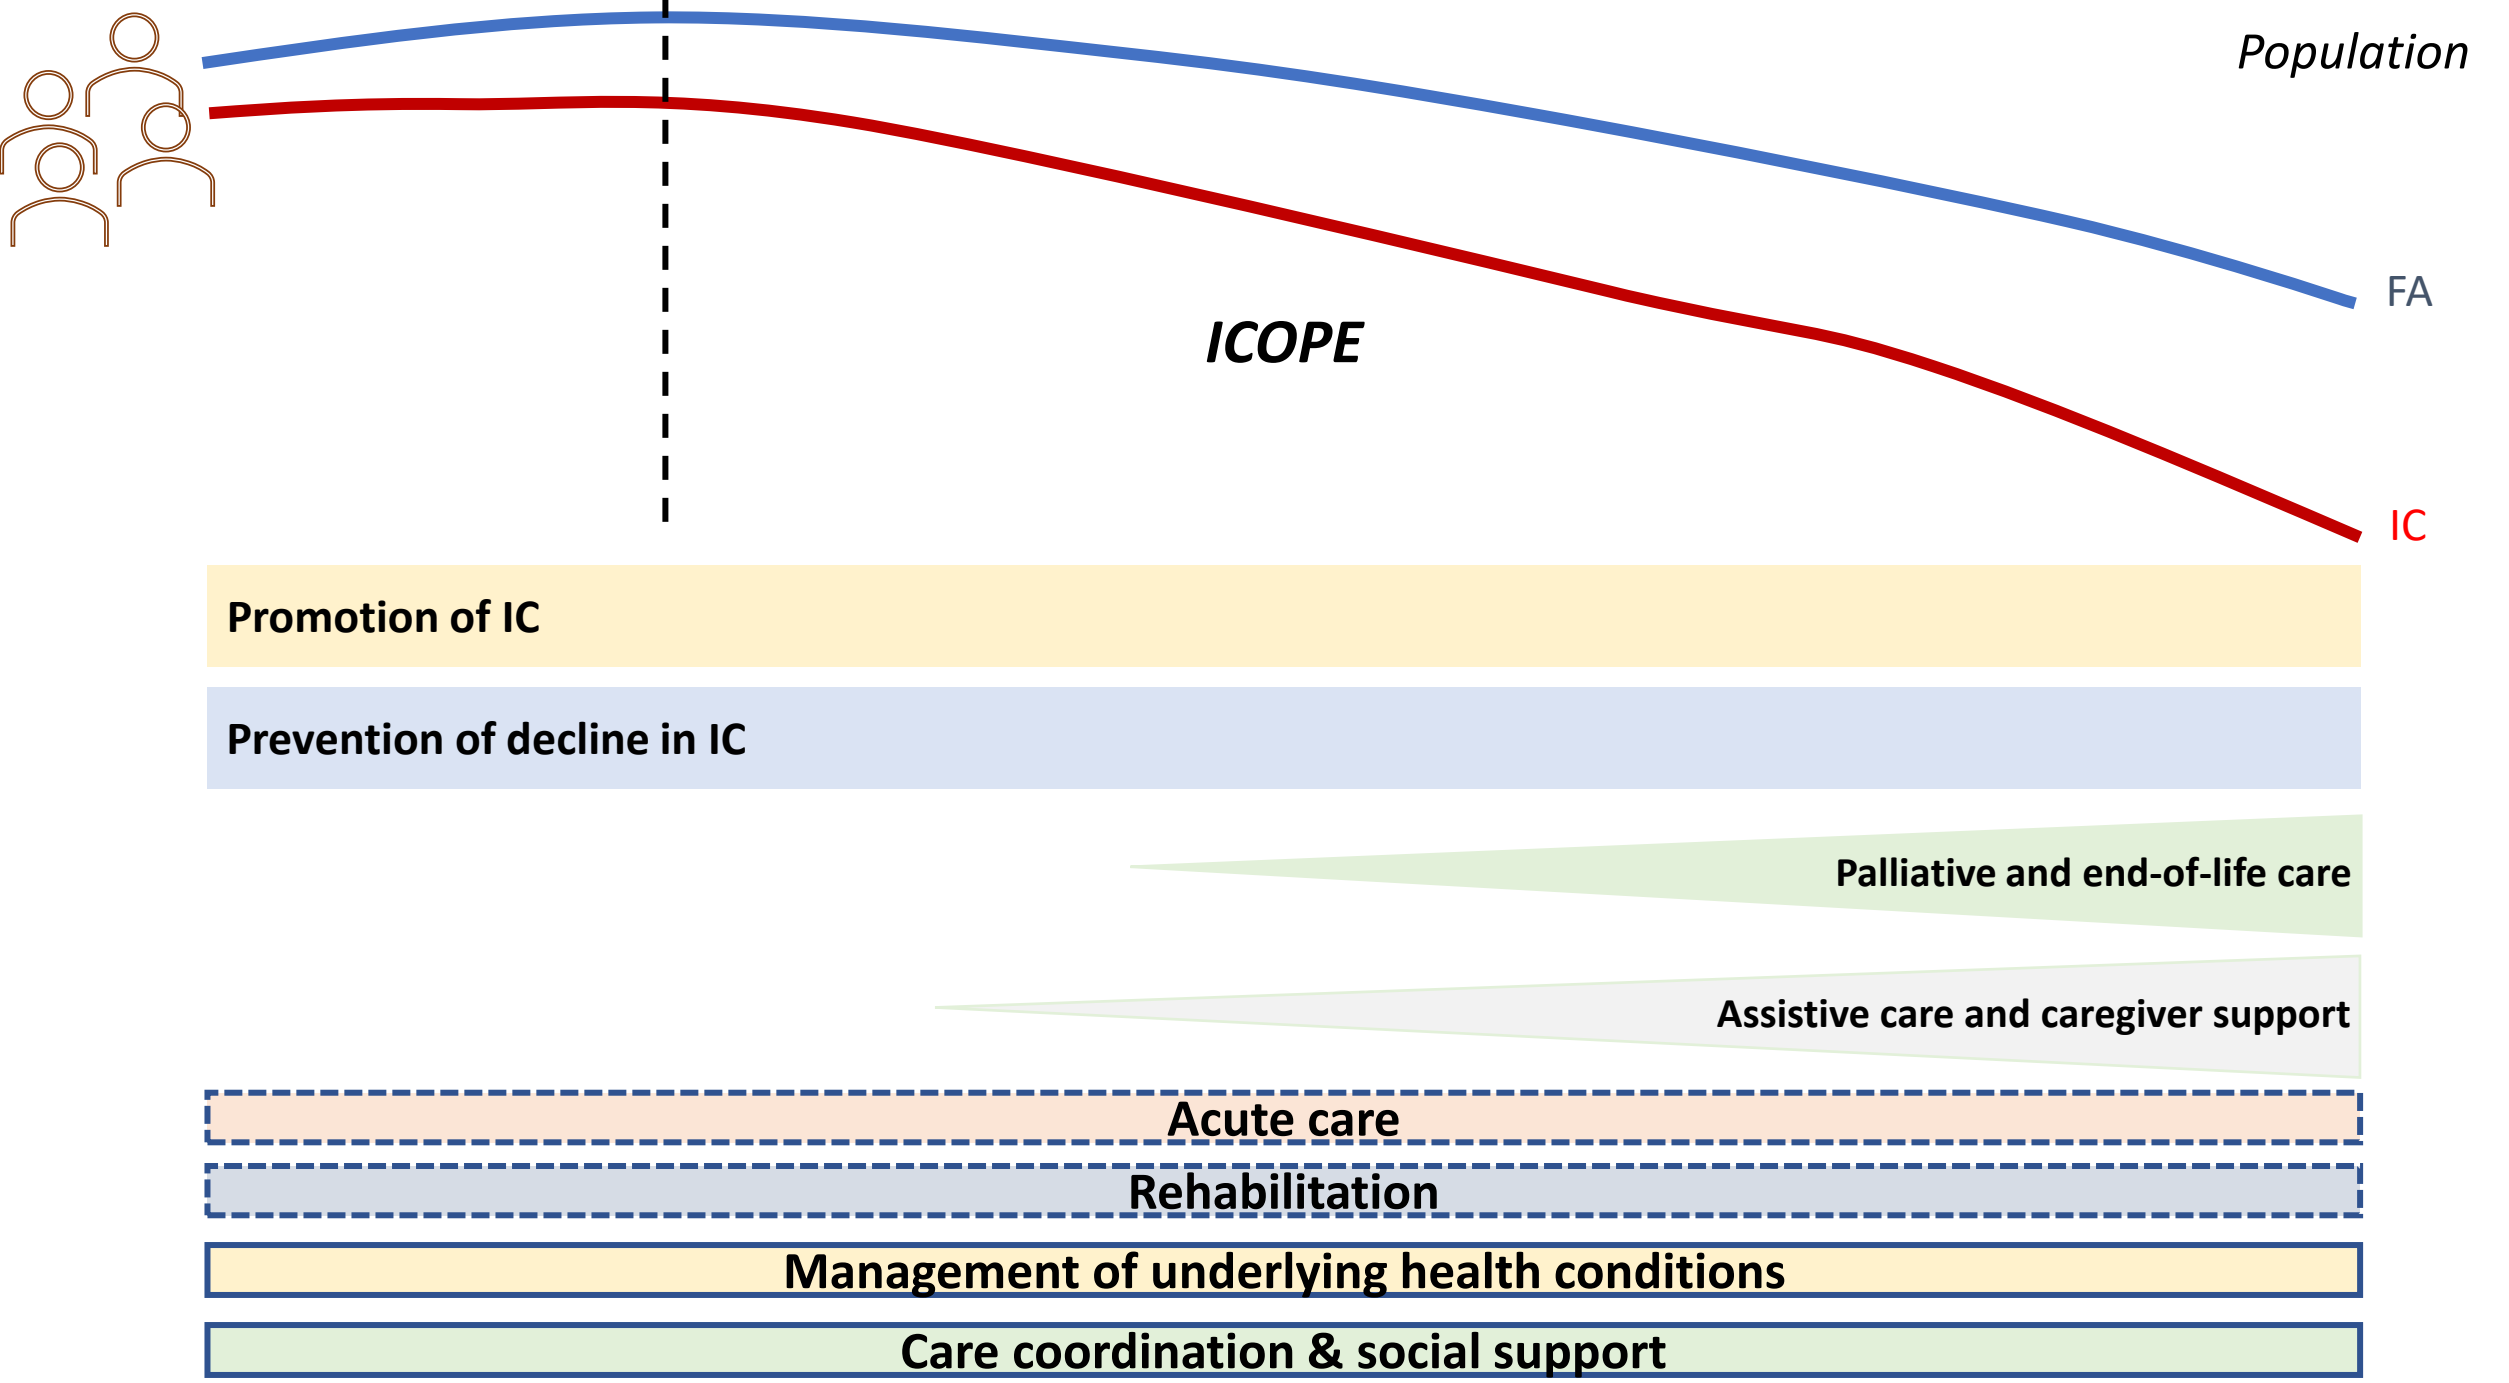 Population
FA
ICOPE
IC
Promotion of IC
Prevention of decline in IC
Palliative and end-of-life care
Assistive care and caregiver support
Acute care
Rehabilitation
Management of underlying health conditions
Care coordination & social support